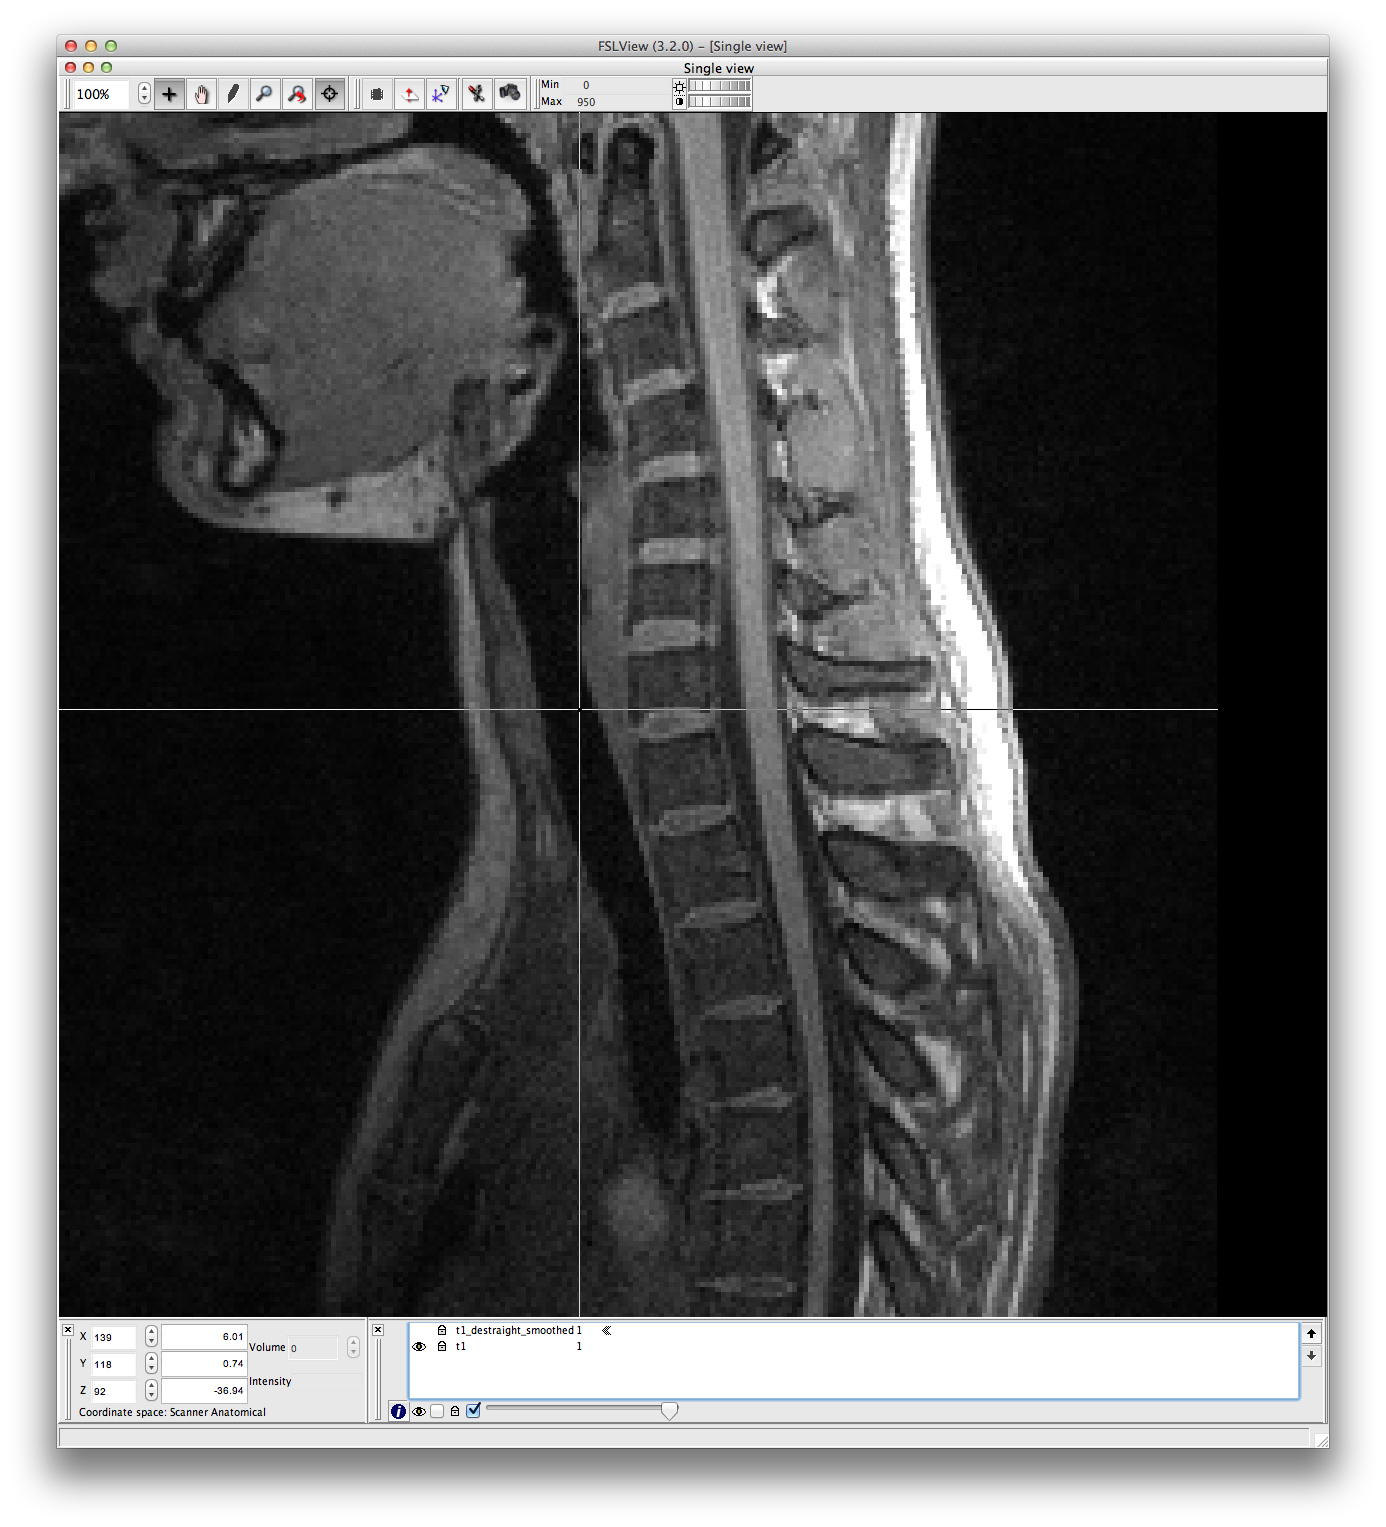 FSLView (3.2.0) – [Single view]
Single view
100%
Min 0
Max 950
X 139 6.01
Y 118 0.74
Z 92 -36.94
Volume 0
Intensity
Coordinate space: Scanner Anatomical
t1_destraight_smoothed 1
t1 1